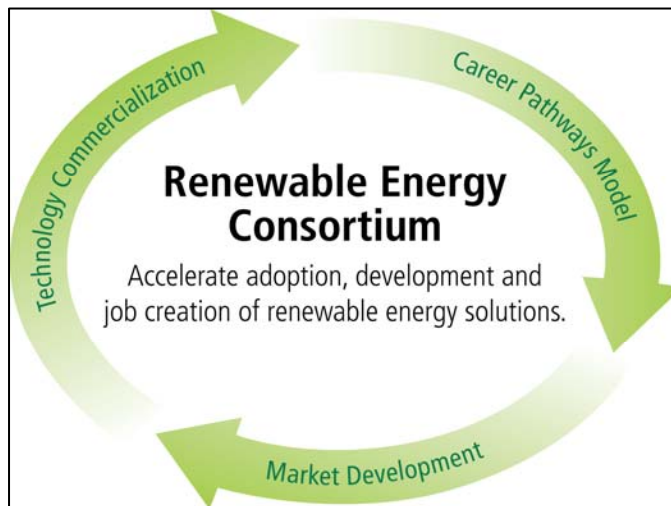 Technology Commercialization
Career Pathways Model
Renewable Energy
Consortium
Accelerate adoption, development and
job creation of renewable energy solutions.
Market Development